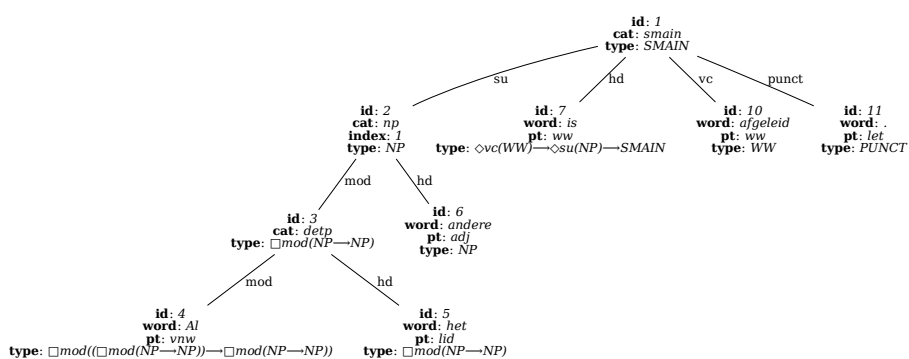 id: 1
cat: smain
type: SMAIN
su
hd
vc
punct
id: 2
cat: np
index: 1
type: NP
id: 7
word: is
pt: ww
type: ◇vc(WW)⟶◇su(NP)⟶SMAIN
id: 10
word: afgeleid
pt: ww
type: WW
id: 11
word: .
pt: let
type: PUNCT
mod
hd
id: 3
cat: detp
type: □mod(NP⟶NP)
id: 6
word: andere
pt: adj
type: NP
mod
hd
id: 4
word: Al
pt: vnw
type: □mod((□mod(NP⟶NP))⟶□mod(NP⟶NP))
id: 5
word: het
pt: lid
type: □mod(NP⟶NP)